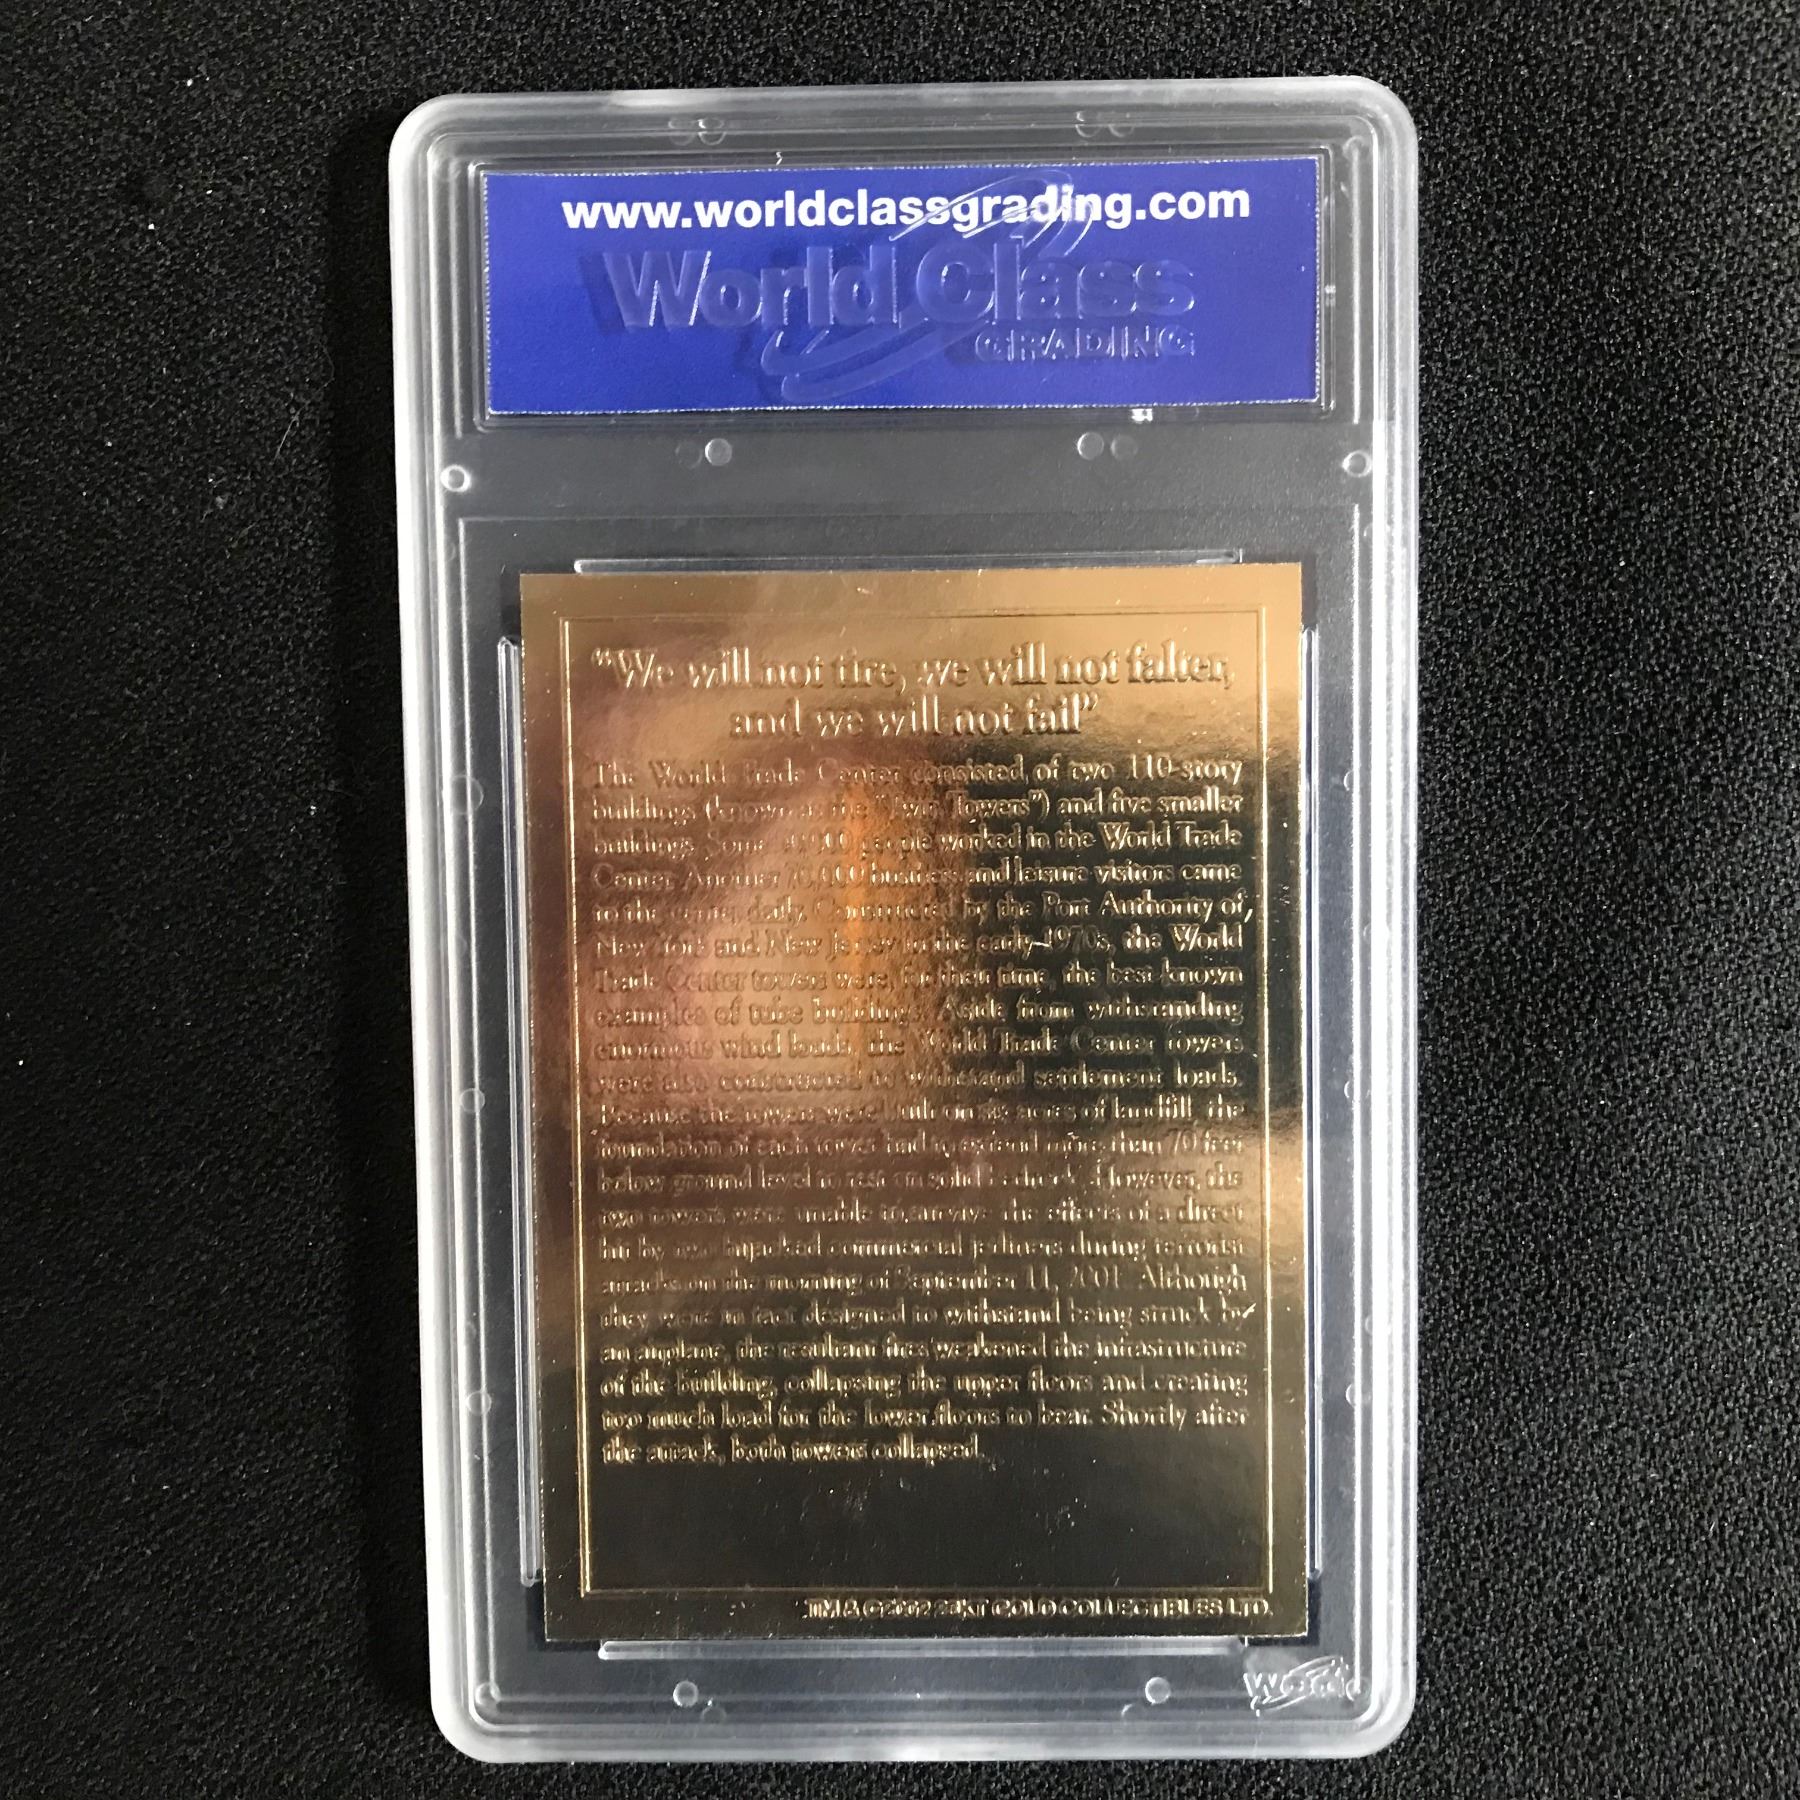 www.worldclassgrading.com
World Class
GRADING
"We will not tire, we will not falter,
and we will not fail"
The World Trade Center consisted of two 110-story
buildings (known as the "Twin Towers") and five smaller
buildings. Some people worked in the World Trade
Center. Another 70,000 business and leisure visitors came
to the center daily. Constructed by the Port Authority of
New York and New Jersey in the early 1970s, the World
Trade Center towers were, for their time, the best-known
examples of tube buildings. Aside from withstanding
enormous wind loads, the World Trade Center towers
were also constructed to withstand settlement loads.
Because the towers were built on six acres of landfill, the
foundation of each tower had to extend more than 70 feet
below ground level to rest on solid bedrock. However, the
two towers were unable to survive the effects of a direct
hit by two hijacked commercial jetliners during terrorist
attacks on the morning of September 11, 2001. Although
they were in fact designed to withstand being struck by
an airplane, the resultant fires weakened the infrastructure
of the building, collapsing the upper floors and creating
too much load for the lower floors to bear. Shortly after
the attack, both towers collapsed.
TM & ©2002 23KT GOLD COLLECTIBLES LTD.